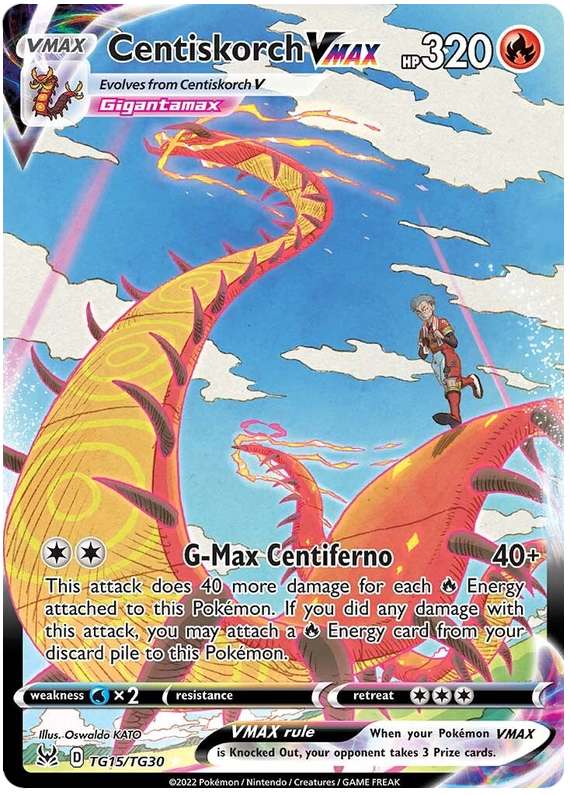 VMAX
Centiskorch VMAX HP 320
Evolves from Centiskorch V
Gigantamax
G-Max Centiferno 40+
This attack does 40 more damage for each Energy
attached to this Pokémon. If you did any damage with
this attack, you may attach a Energy card from your
discard pile to this Pokémon.
weakness ×2 resistance retreat
Illus. Oswaldo KATO
VMAX rule When your Pokémon VMAX
is Knocked Out, your opponent takes 3 Prize cards.
D TG15/TG30
©2022 Pokémon / Nintendo / Creatures / GAME FREAK